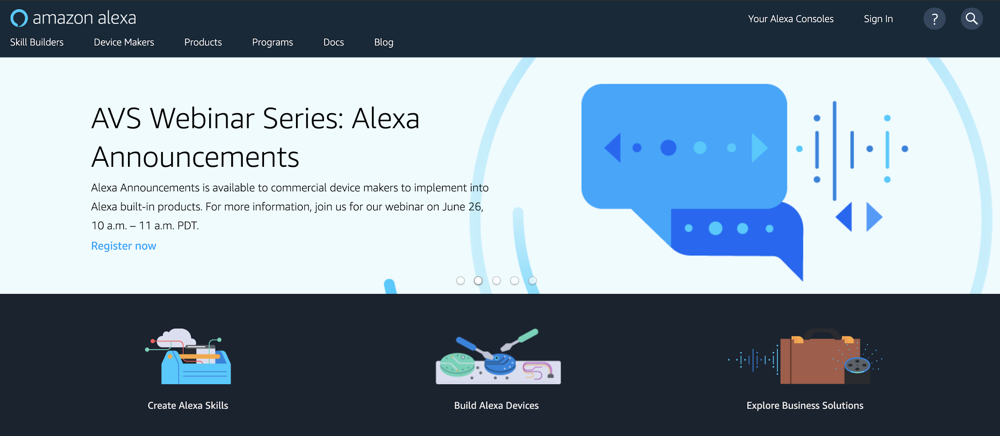 amazon alexa
Your Alexa Consoles
Sign In
?
Skill Builders
Device Makers
Products
Programs
Docs
Blog
AVS Webinar Series: Alexa
Announcements
Alexa Announcements is available to commercial device makers to implement into
Alexa built-in products. For more information, join us for our webinar on June 26,
10 a.m. – 11 a.m. PDT.
Register now
Create Alexa Skills
Build Alexa Devices
Explore Business Solutions